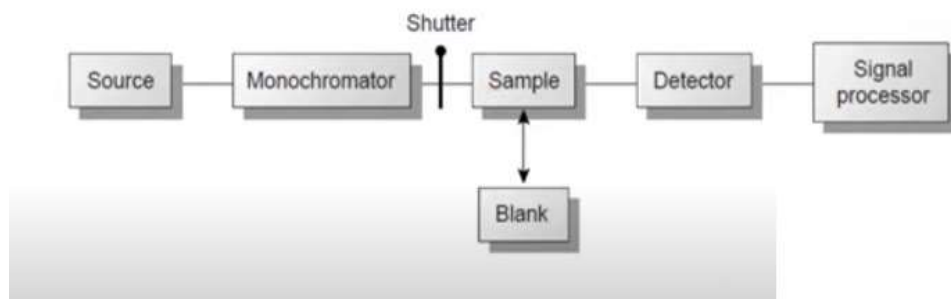 Shutter
Source
Monochromator
Sample
Detector
Signal
processor
Blank